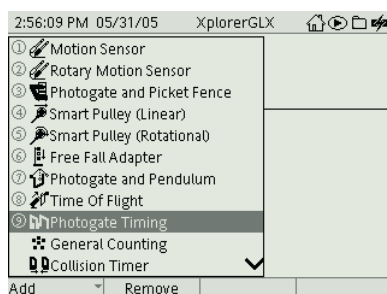 2:56:09 PM 05/31/05 XplorerGLX
① Motion Sensor
② Rotary Motion Sensor
③ Photogate and Picket Fence
④ Smart Pulley (Linear)
⑤ Smart Pulley (Rotational)
⑥ Free Fall Adapter
⑦ Photogate and Pendulum
⑧ Time Of Flight
⑨ Photogate Timing
General Counting
Collision Timer
Add Remove